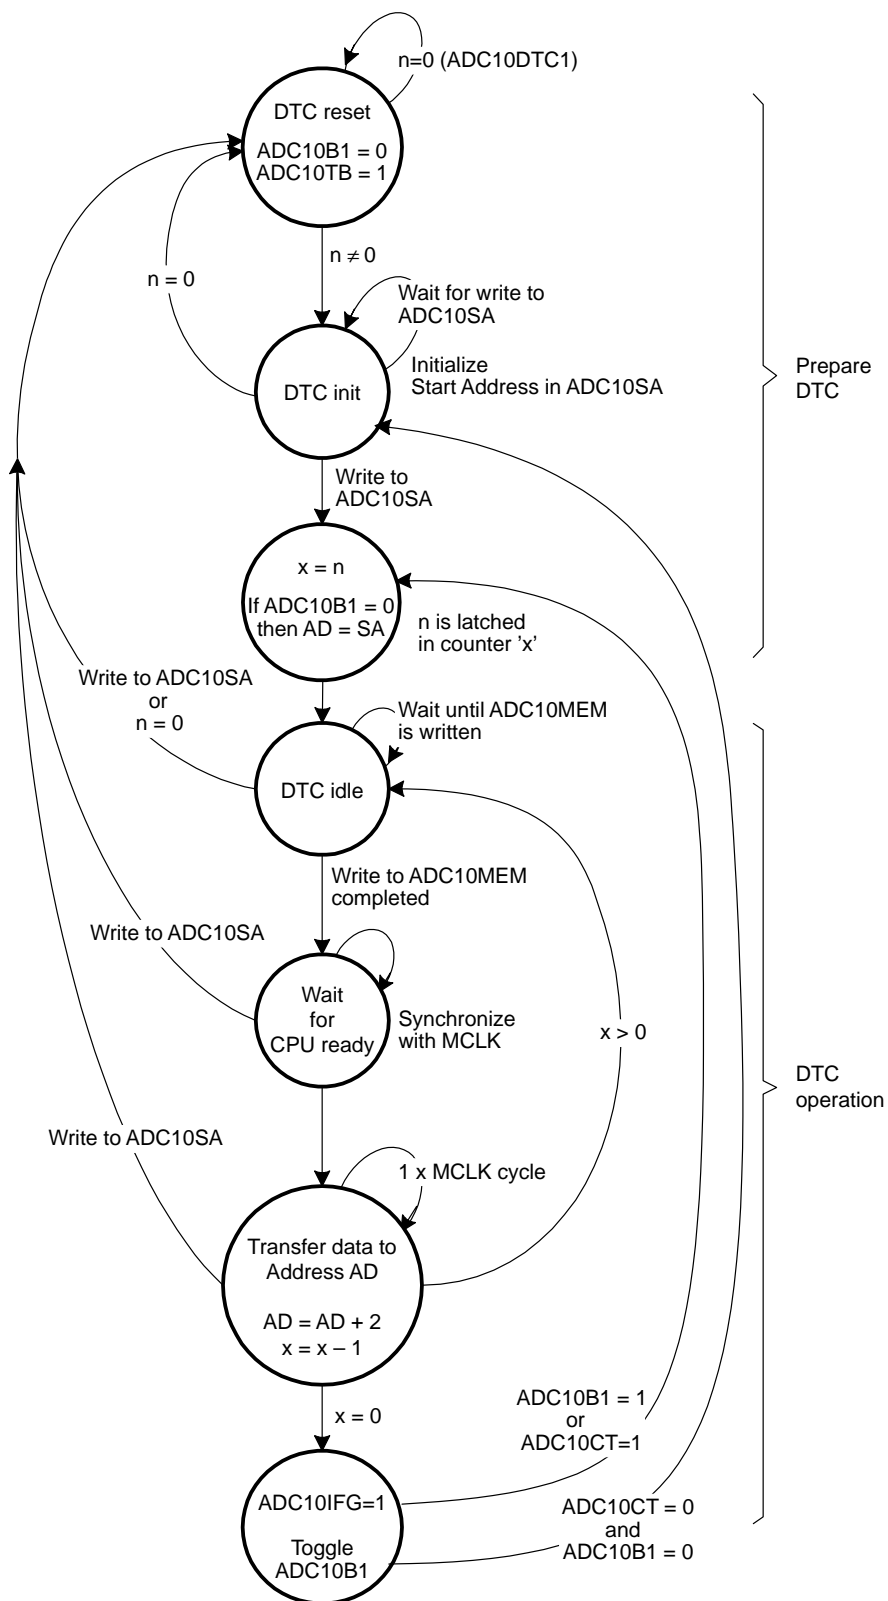 n=0 (ADC10DTC1)
DTC reset
ADC10B1 = 0
ADC10TB = 1
n ≠ 0
n = 0
Wait for write to
ADC10SA
Initialize
Start Address in ADC10SA
DTC init
Prepare
DTC
Write to
ADC10SA
x = n
If ADC10B1 = 0
then AD = SA
n is latched
in counter ’x’
Write to ADC10SA
or
n = 0
Wait until ADC10MEM
is written
DTC idle
Write to ADC10MEM
completed
Write to ADC10SA
Wait
for
CPU ready
Synchronize
with MCLK
x > 0
DTC
operation
Write to ADC10SA
1 x MCLK cycle
Transfer data to
Address AD
AD = AD + 2
x = x – 1
x = 0
ADC10B1 = 1
or
ADC10CT=1
ADC10IFG=1
Toggle
ADC10B1
ADC10CT = 0
and
ADC10B1 = 0